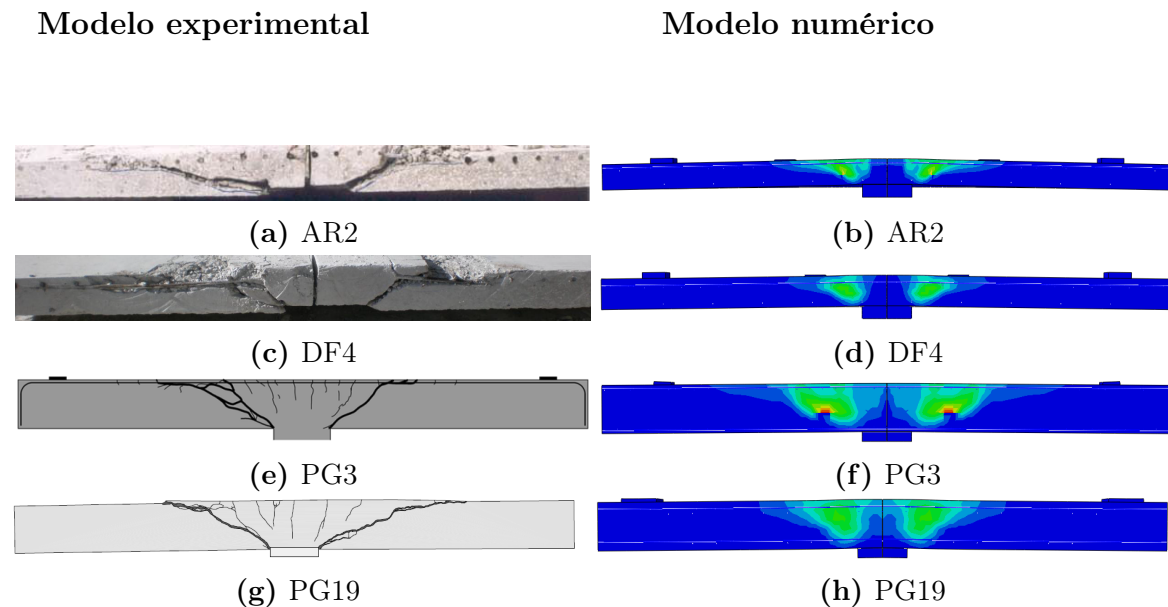 Modelo experimental Modelo numérico
(a) AR2 (b) AR2
(c) DF4 (d) DF4
(e) PG3 (f) PG3
(g) PG19 (h) PG19